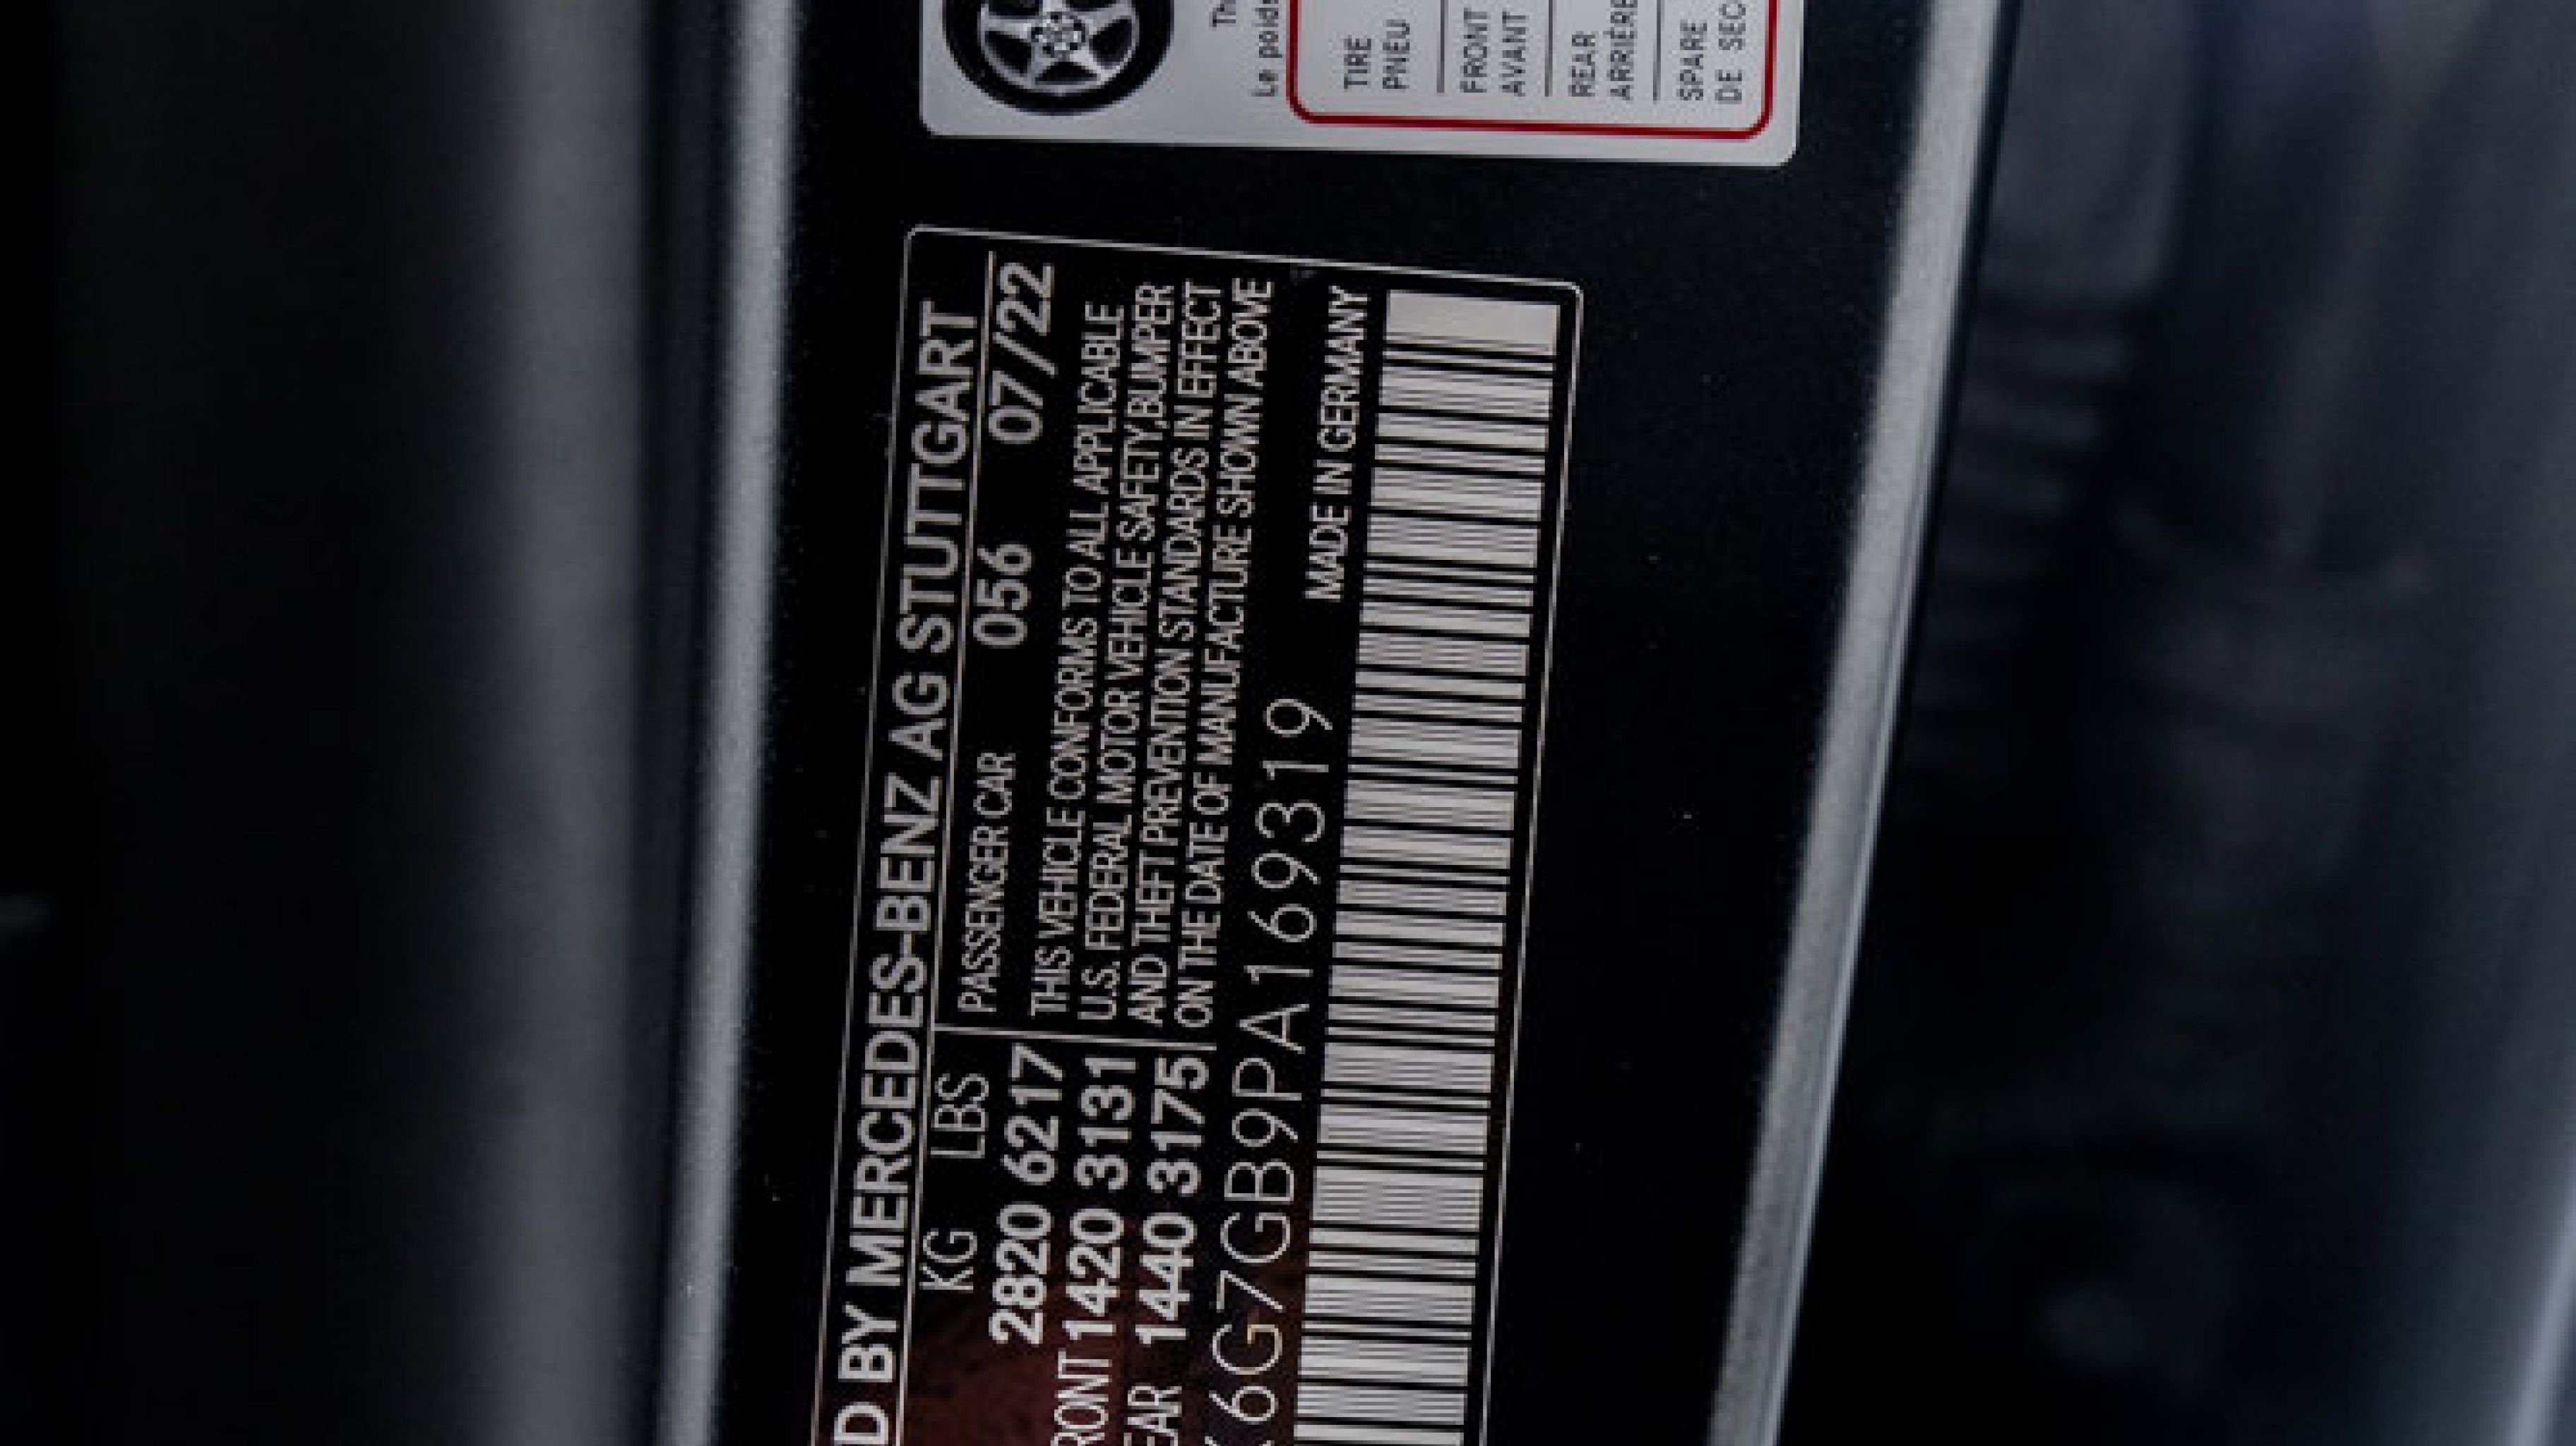 Le poids
TIRE
PNEU
FRONT
AVANT
REAR
ARRIÈRE
SPARE
DE SEC
D BY MERCEDES-BENZ AG STUTTGART
KG LBS
2820 6217
RONT 1420 3131
EAR 1440 3175
PASSENGER CAR 056 07/22
THIS VEHICLE CONFORMS TO ALL APPLICABLE
U.S. FEDERAL MOTOR VEHICLE SAFETY,BUMPER
AND THEFT PREVENTION STANDARDS IN EFFECT
ON THE DATE OF MANUFACTURE SHOWN ABOVE
6G7GB9PA169319
MADE IN GERMANY